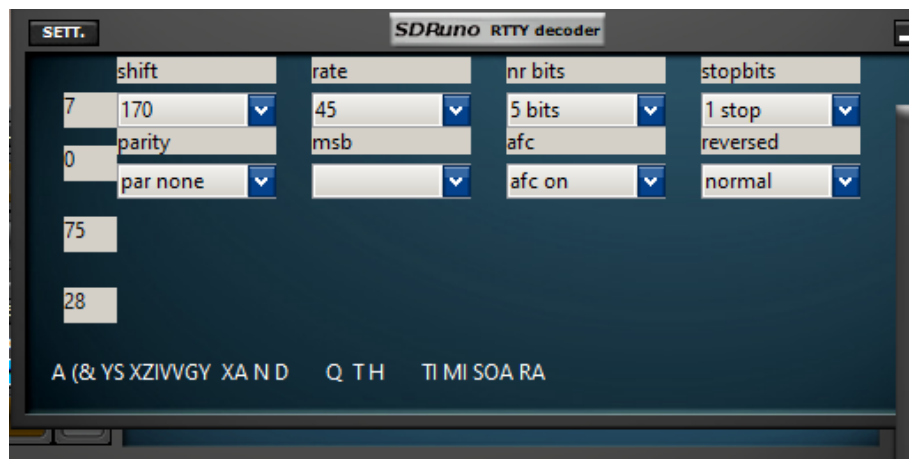 SETT. SDRuno RTTY decoder
shift rate nr bits stopbits
7 170 45 5 bits 1 stop
parity msb afc reversed
0 par none afc on normal
75
28
A (& YS XZIVVGY XA N D Q T H TI MI SOA RA